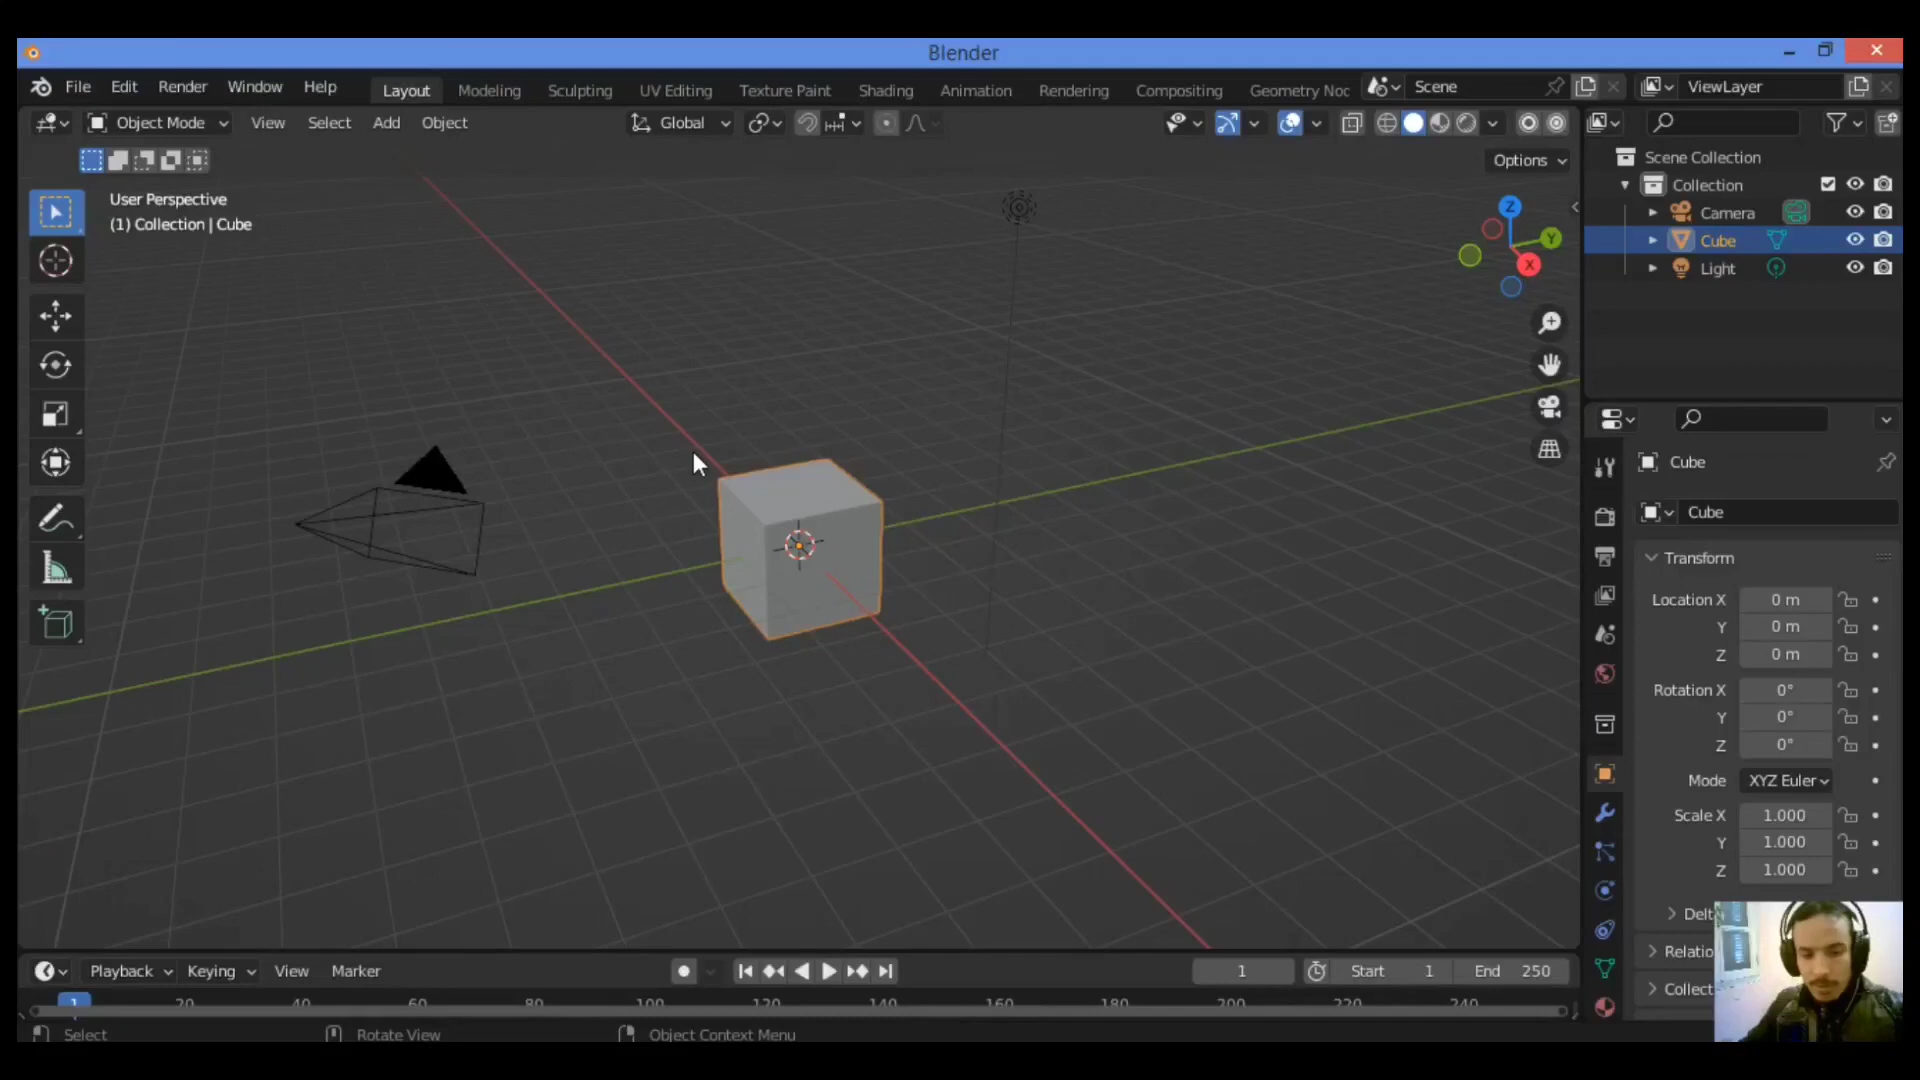 Blender
File Edit Render Window Help Layout Modeling Sculpting UV Editing Texture Paint Shading Animation Rendering Compositing Geometry Noc Scene ViewLayer
Object Mode View Select Add Object Global
Options
User Perspective
(1) Collection | Cube
Z
Y
X
Scene Collection
Collection
Camera
Cube
Light
Cube
Cube
Transform
Location X 0 m
Y 0 m
Z 0 m
Rotation X 0°
Y 0°
Z 0°
Mode XYZ Euler
Scale X 1.000
Y 1.000
Z 1.000
Delt
Relatio
Collect
Playback Keying View Marker 1 Start 1 End 250
1 20 40 60 80 100 120 140 160 180 200 220 240
Select Rotate View Object Context Menu